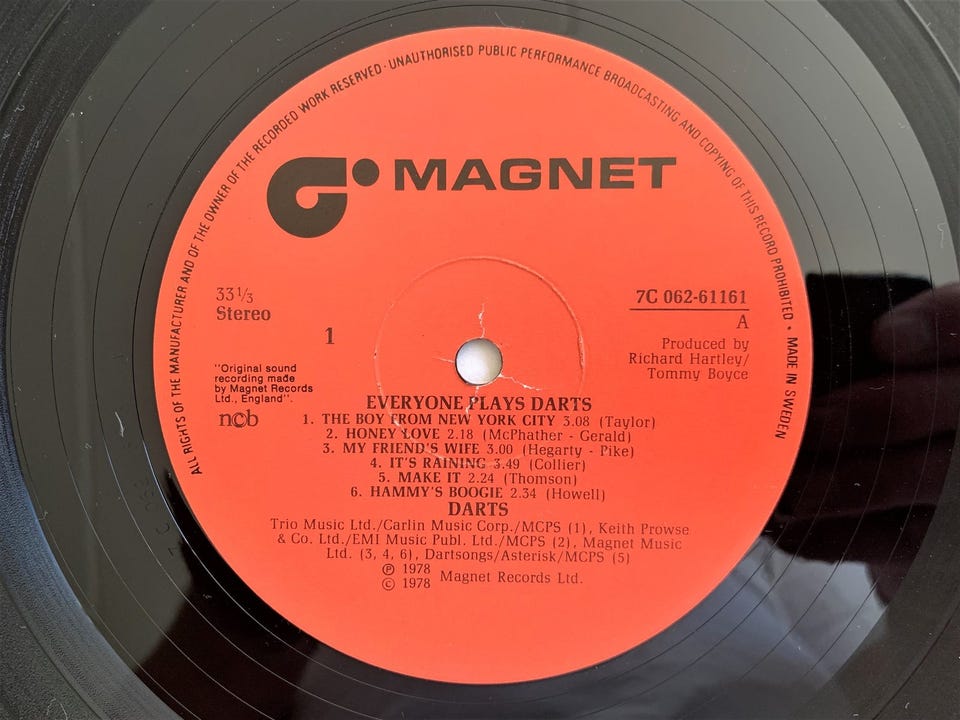 ALL RIGHTS OF THE MANUFACTURER AND OF THE OWNER OF THE RECORDED WORK RESERVED · UNAUTHORISED PUBLIC PERFORMANCE BROADCASTING AND COPYING OF THIS RECORD PROHIBITED • MADE IN SWEDEN
MAGNET
33 1/3
Stereo
1
7C 062-61161
A
Produced by
Richard Hartley/
Tommy Boyce
"Original sound
recording made
by Magnet Records
Ltd., England".
ncb
EVERYONE PLAYS DARTS
1. THE BOY FROM NEW YORK CITY 3.08 (Taylor)
2. HONEY LOVE 2.18 (McPhather - Gerald)
3. MY FRIEND'S WIFE 3.00 (Hegarty - Pike)
4. IT'S RAINING 3.49 (Collier)
5. MAKE IT 2.24 (Thomson)
6. HAMMY'S BOOGIE 2.34 (Howell)
DARTS
Trio Music Ltd./Carlin Music Corp./MCPS (1), Keith Prowse
& Co. Ltd./EMI Music Publ. Ltd./MCPS (2), Magnet Music
Ltd. (3, 4, 6), Dartsongs/Asterisk/MCPS (5)
℗ 1978
© 1978 Magnet Records Ltd.